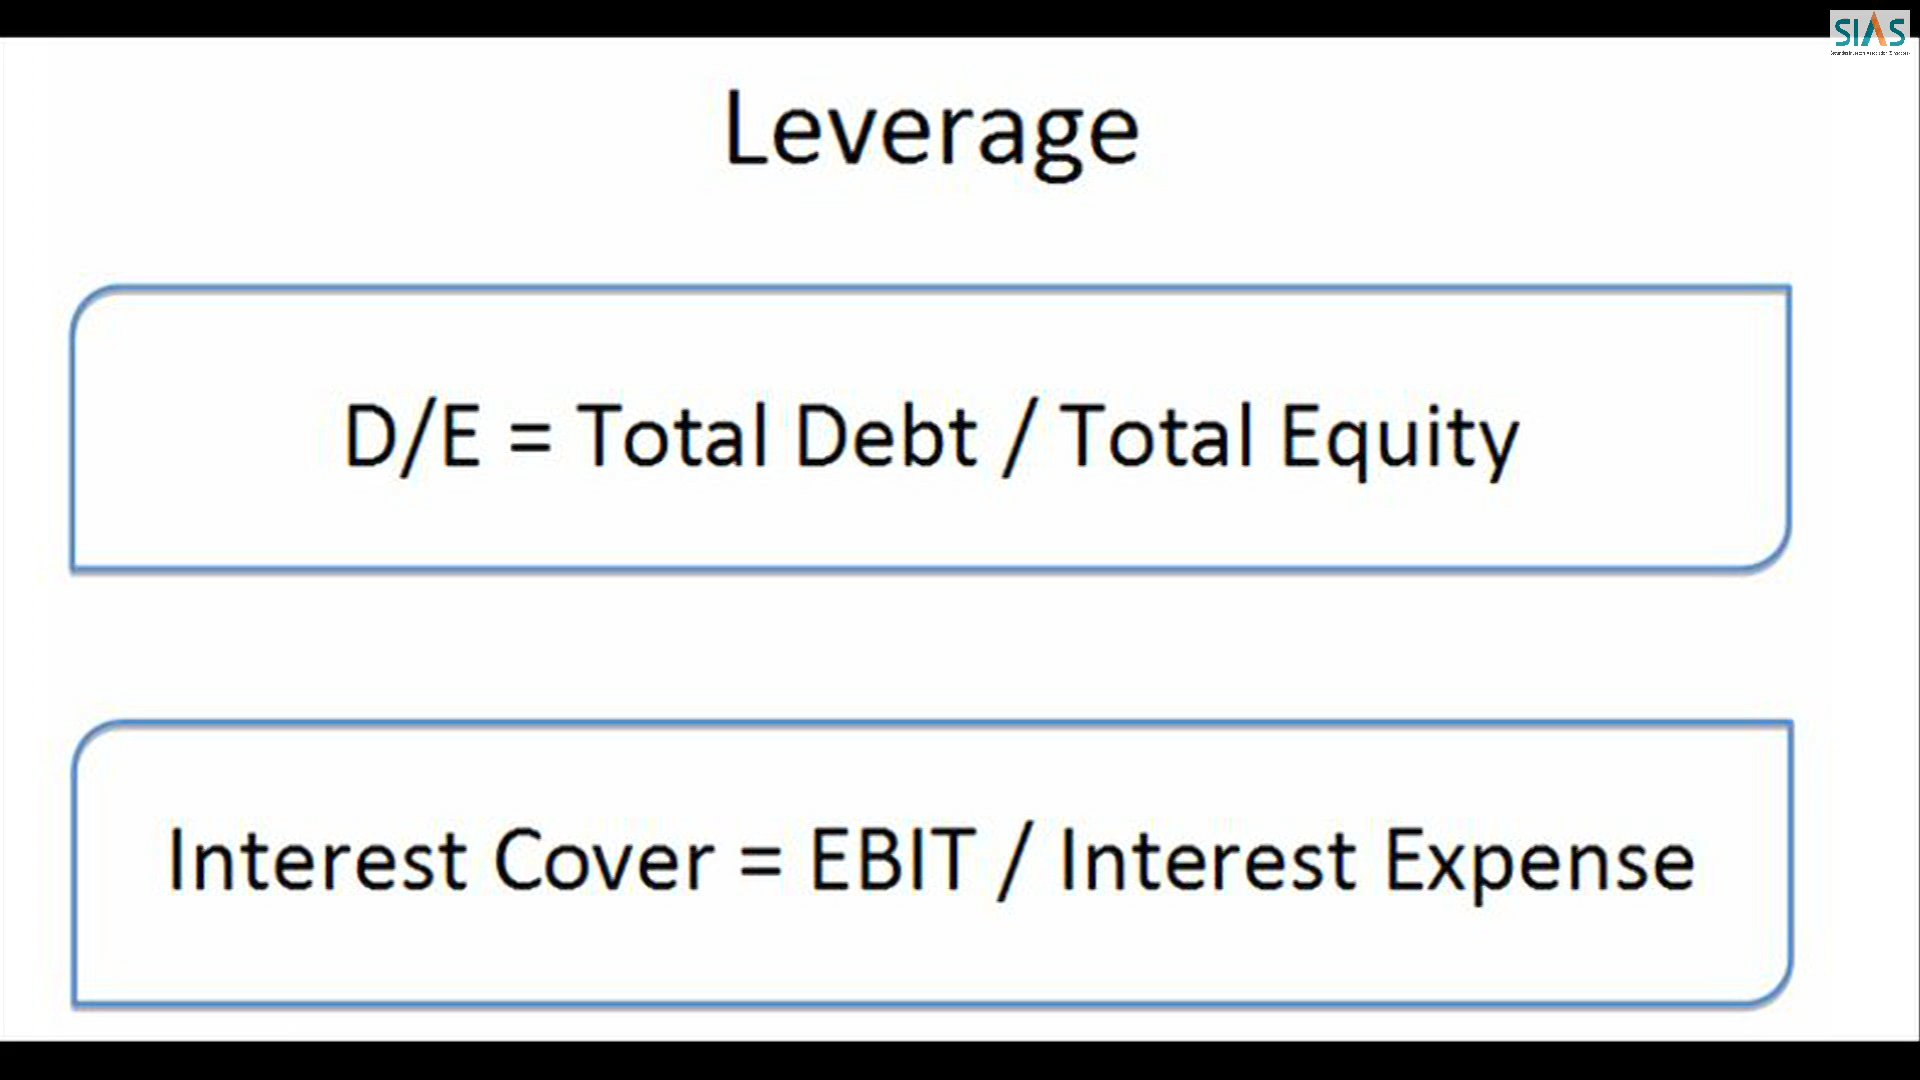 SIAS
Leverage
D/E = Total Debt / Total Equity
Interest Cover = EBIT / Interest Expense